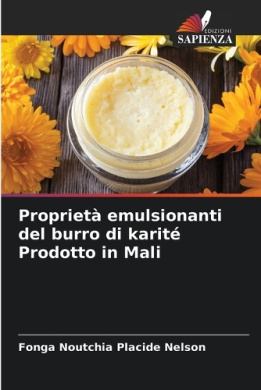 EDIZIONI
SAPIENZA
Proprietà emulsionanti
del burro di karité
Prodotto in Mali
Fonga Noutchia Placide Nelson